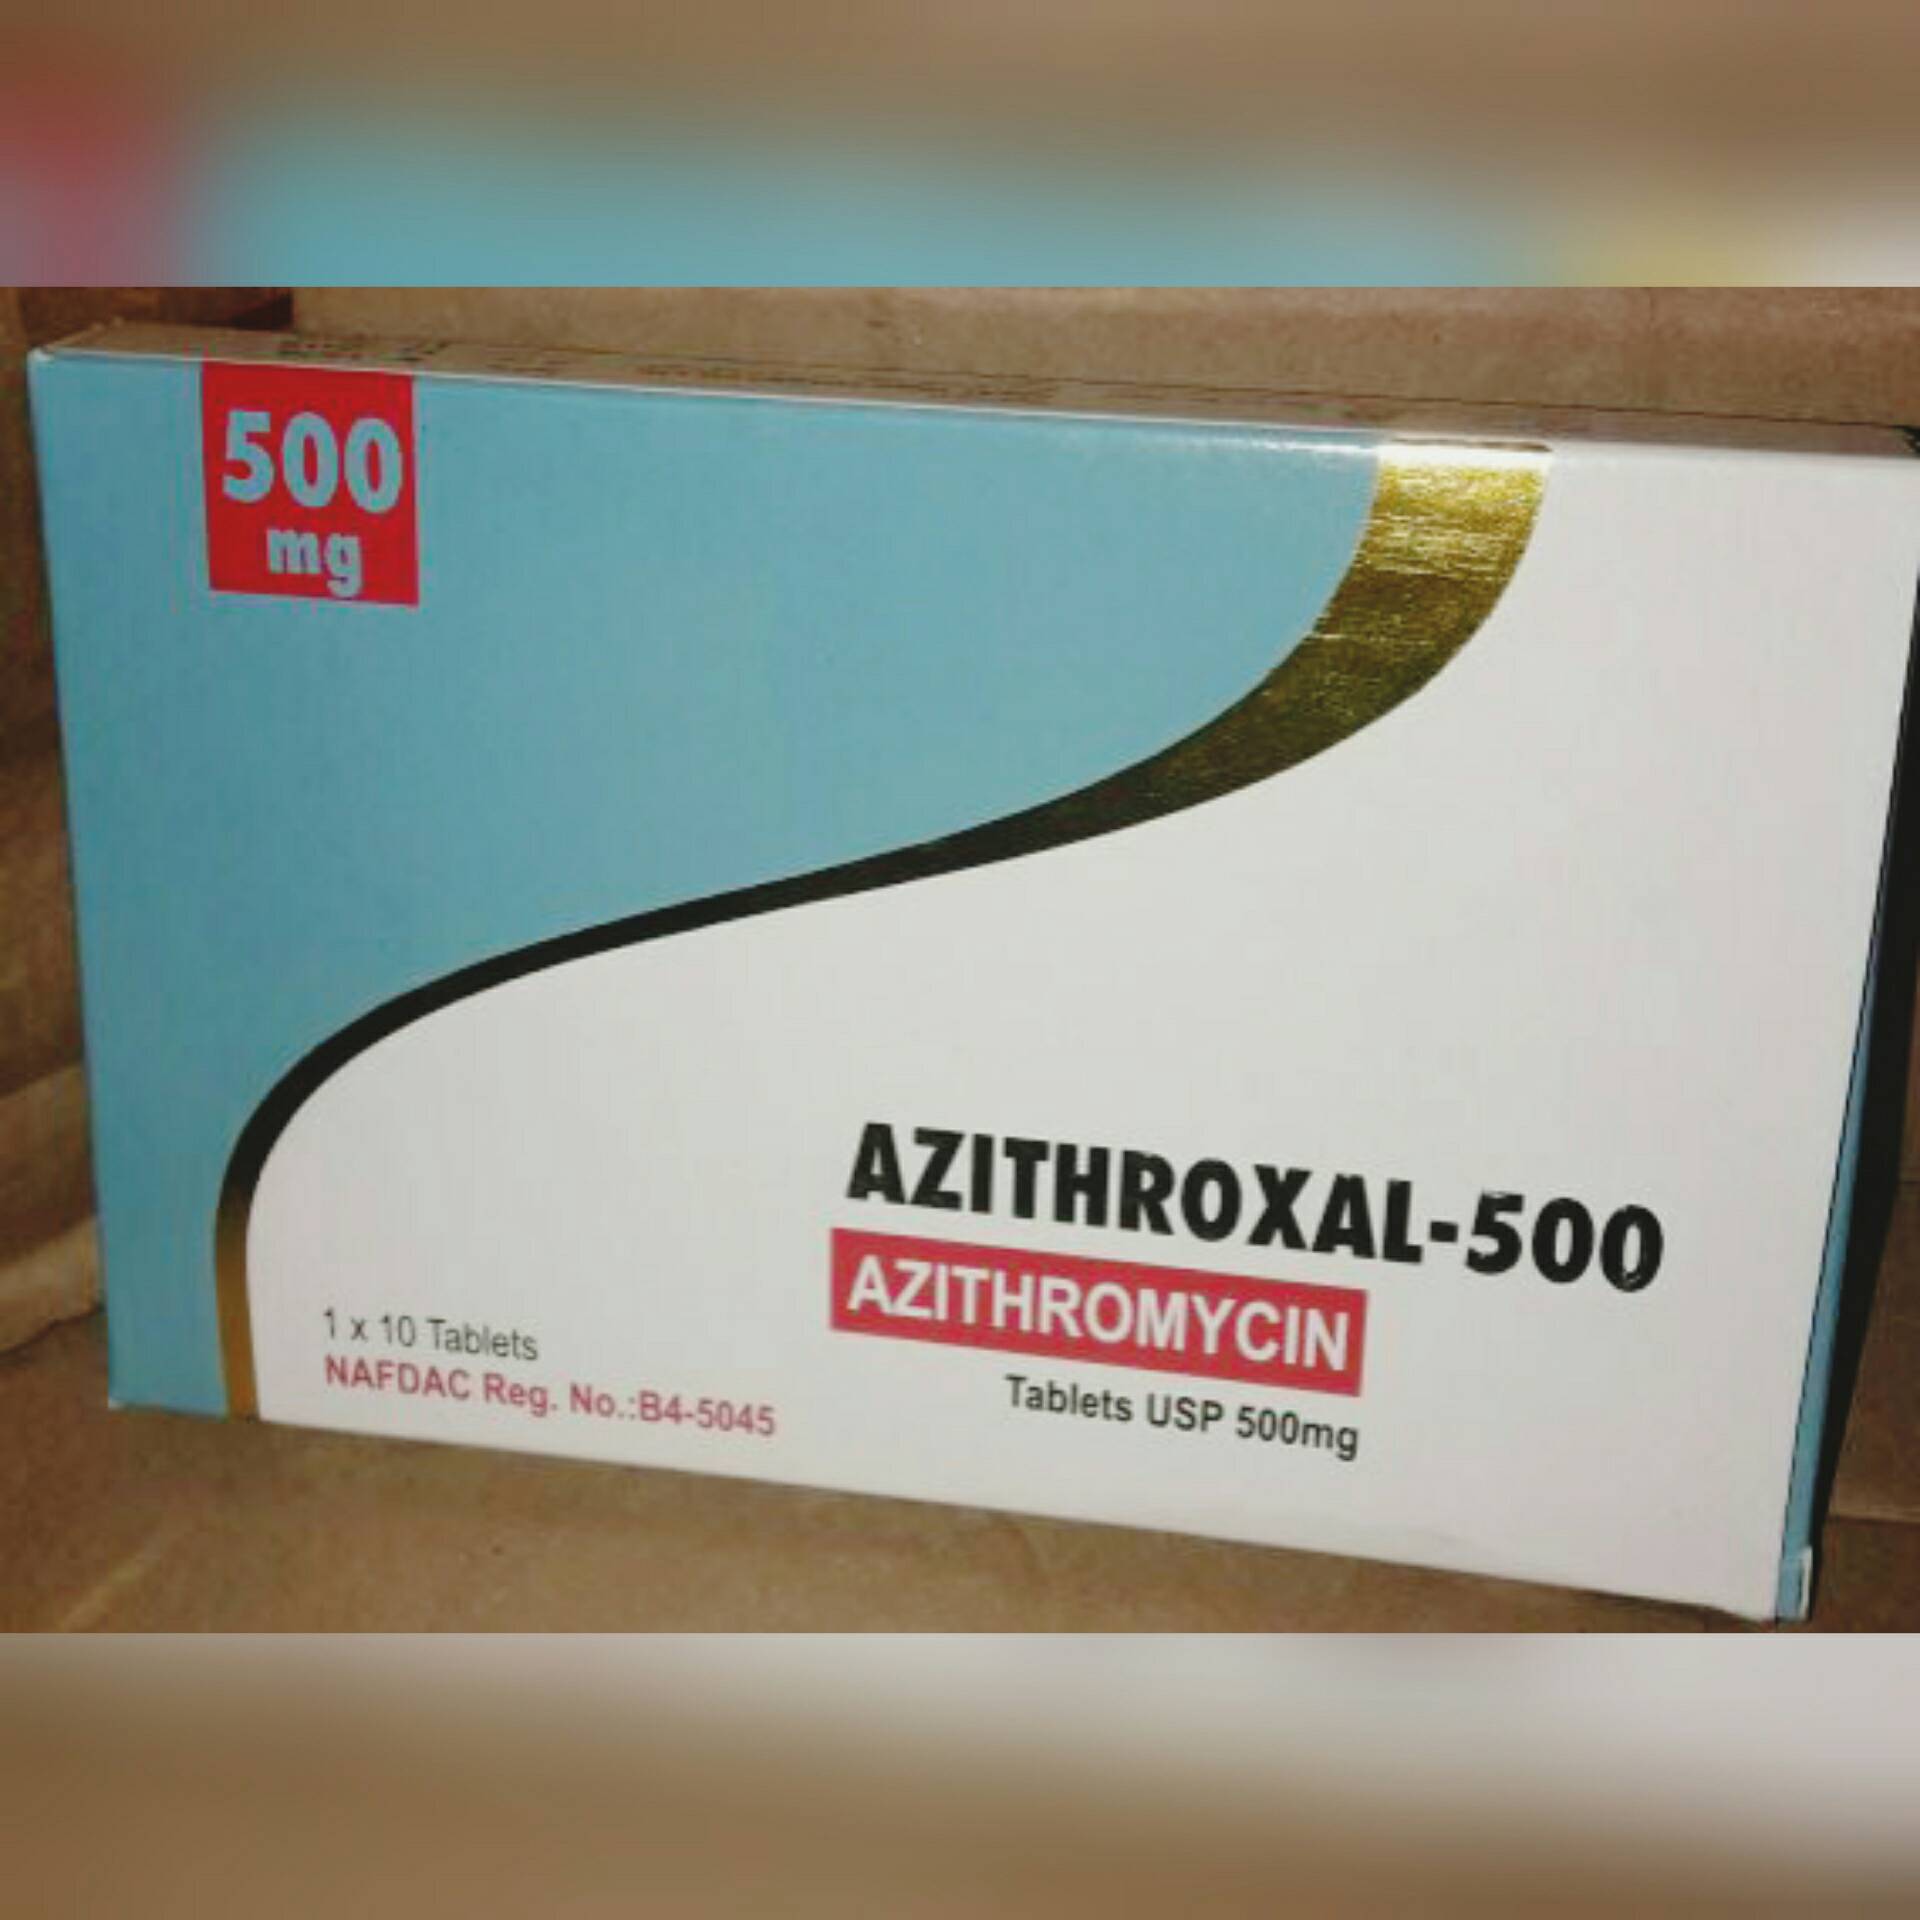 500
mg
AZITHROXAL-500
AZITHROMYCIN
Tablets USP 500mg
1 x 10 Tablets
NAFDAC Reg. No.:B4-5045